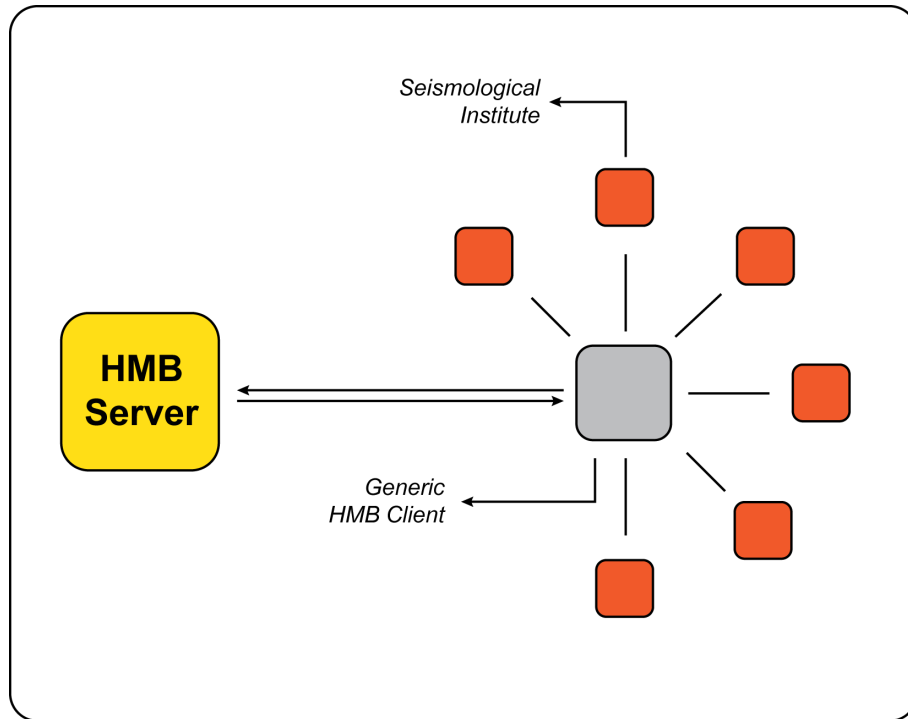 Seismological
Institute
HMB
Server
Generic
HMB Client